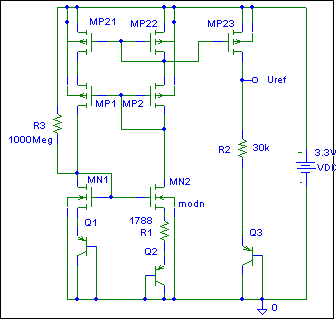 MP21 MP22 MP23
Uref
MP1 MP2
R3
1000Meg
R2 30k
3.3V
MN1 MN2
modn
Q1 1788
R1
Q2 Q3
0